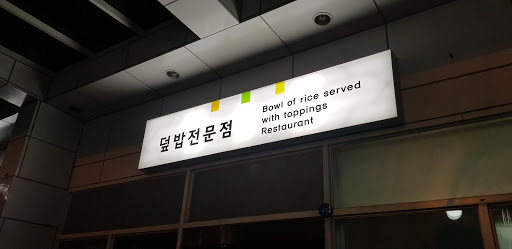 덮밥전문점
Bowl of rice served
with toppings
Restaurant